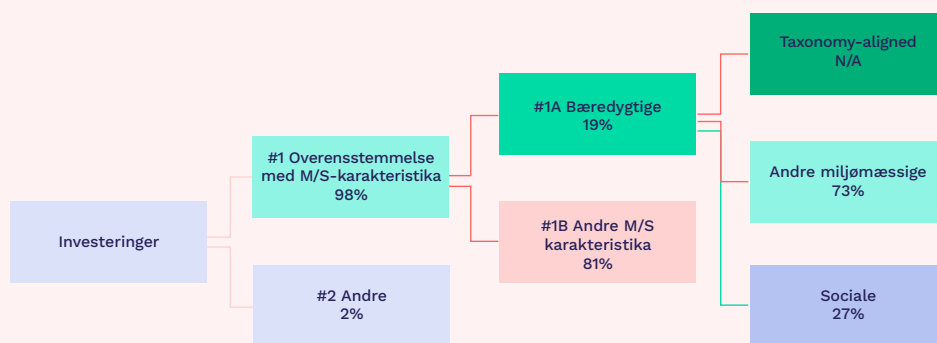 Investeringer
#1 Overensstemmelse
med M/S-karakteristika
98%
#2 Andre
2%
#1A Bæredygtige
19%
#1B Andre M/S
karakteristika
81%
Taxonomy-aligned
N/A
Andre miljømæssige
73%
Sociale
27%